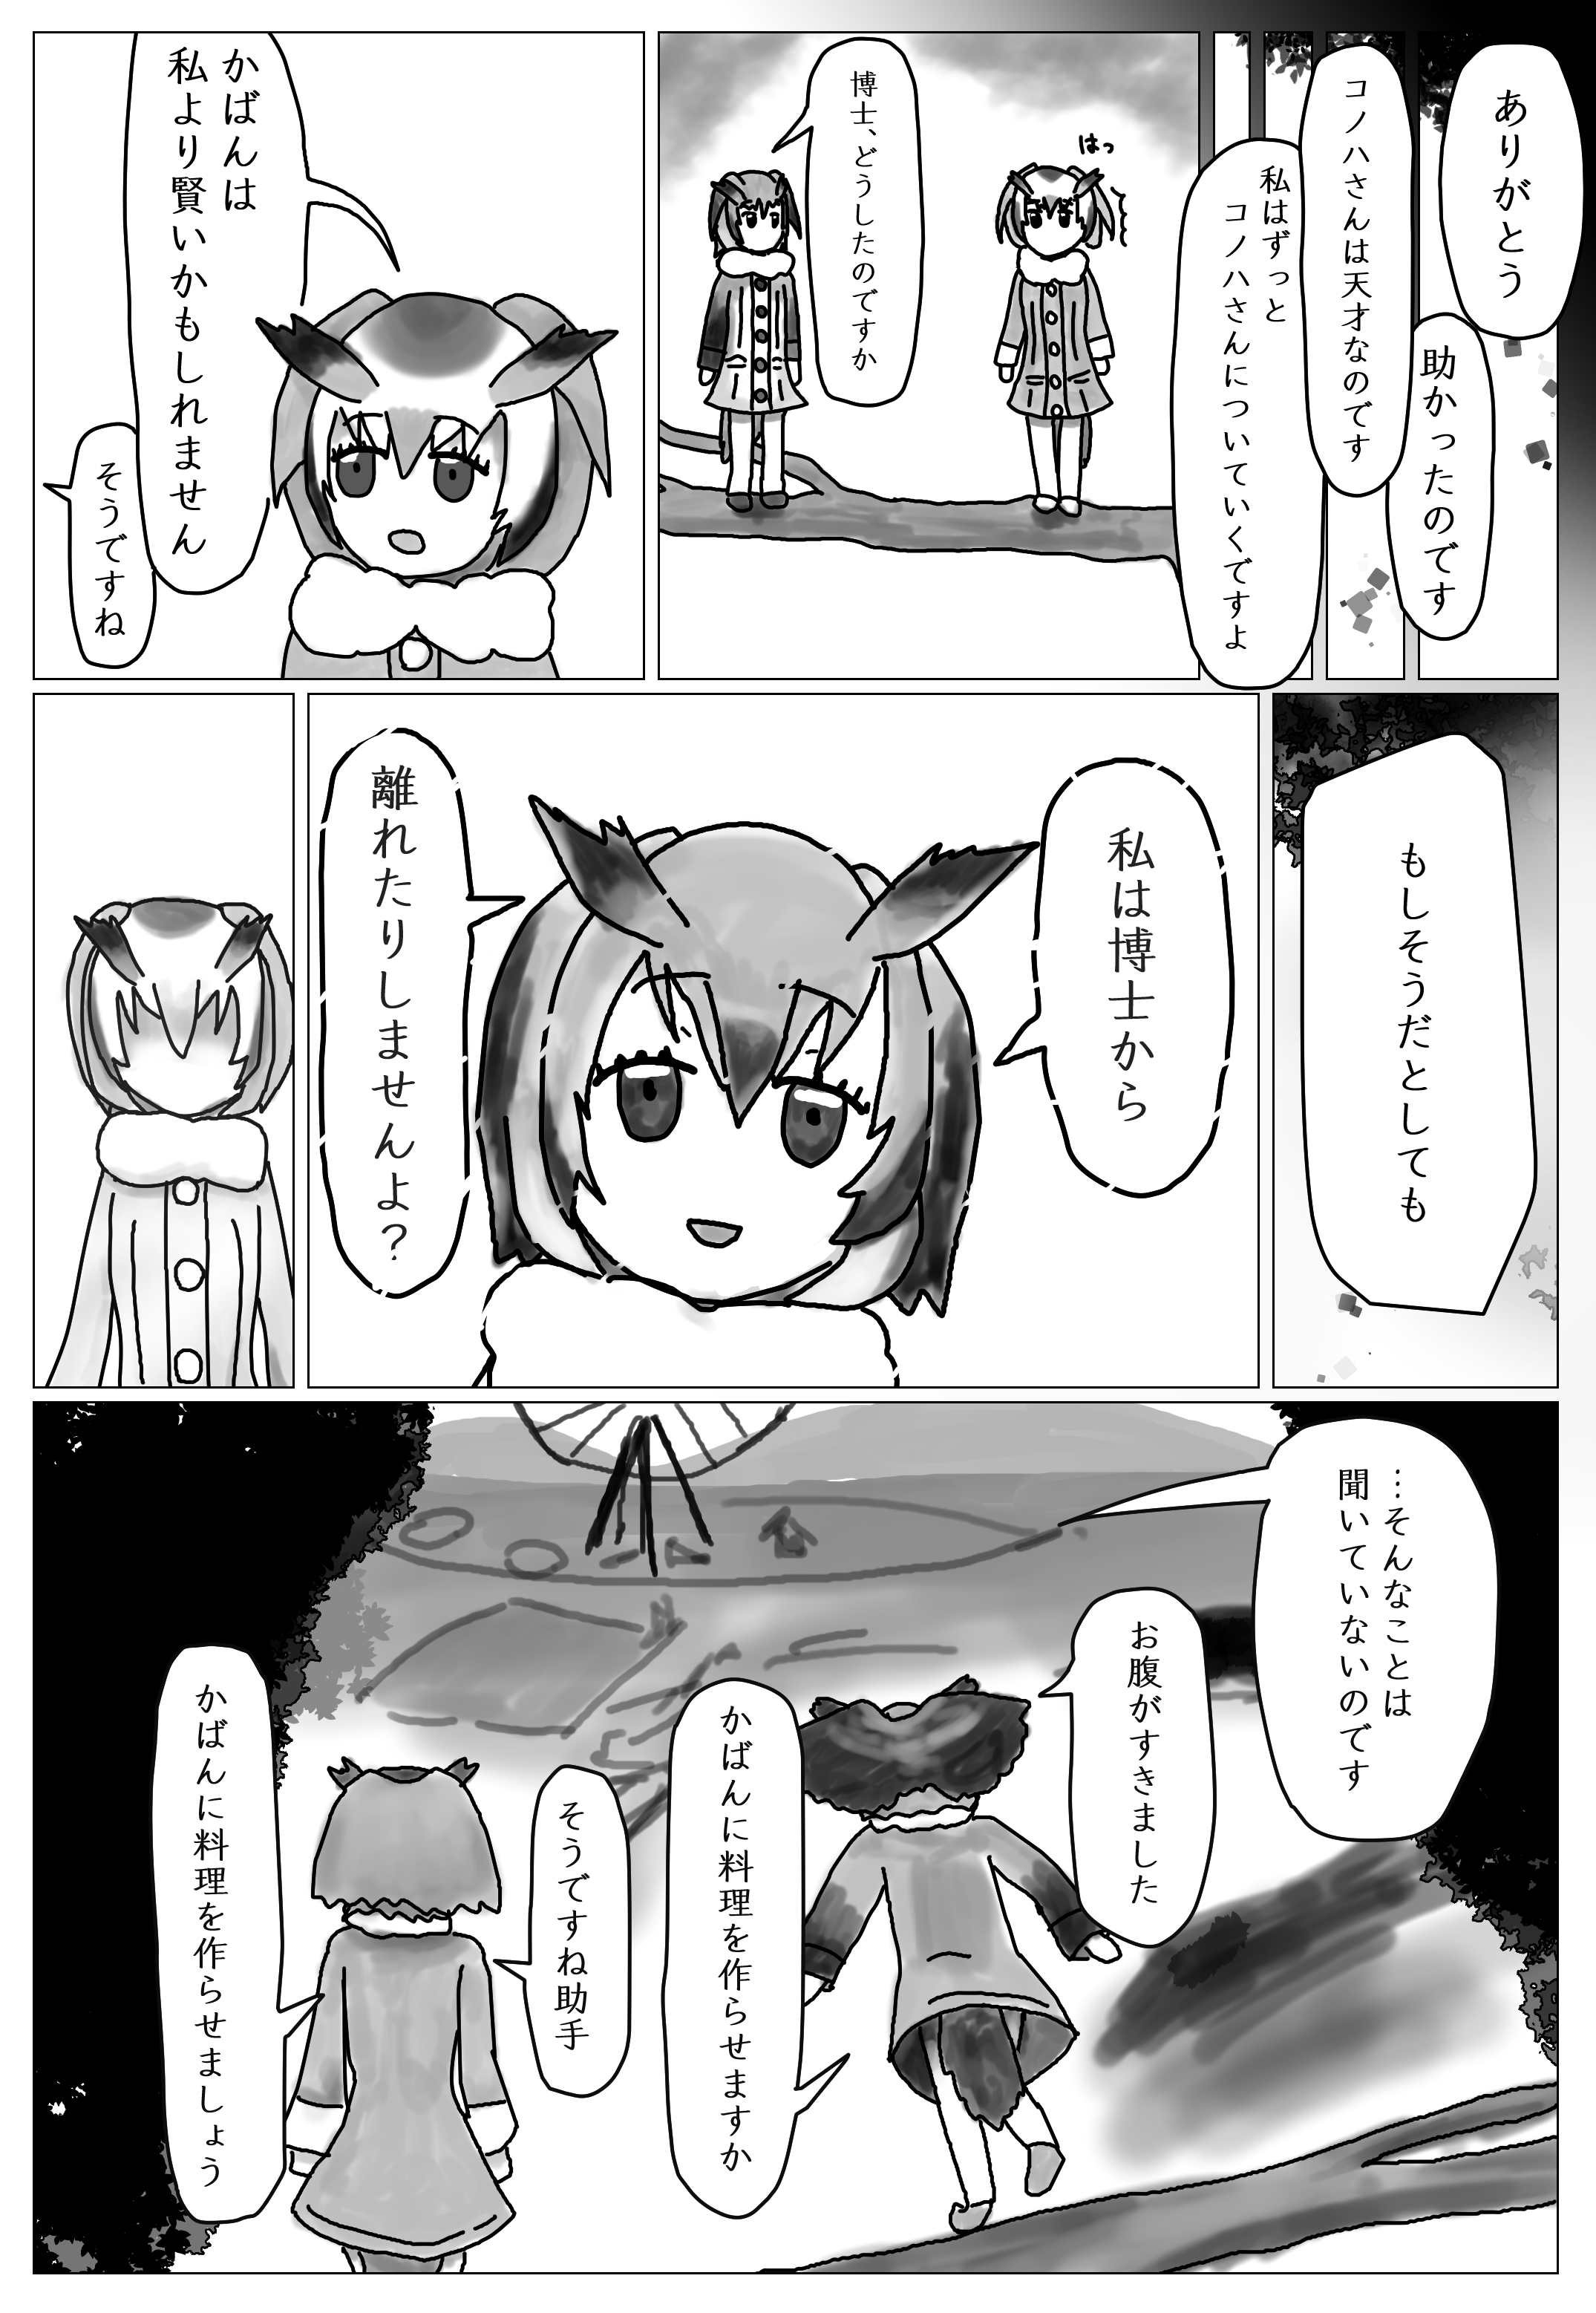 ありがとう
助かったのです
コノハさんは天才なのです
私はずっと
コノハさんについていくですよ
はっ
博士、どうしたのですか
かばんは
私より賢いかもしれません
そうですね
もしそうだとしても
私は博士から
離れたりしませんよ？
…そんなことは
聞いていないのです
お腹がすきました
かばんに料理を作らせますか
そうですね助手
かばんに料理を作らせましょう